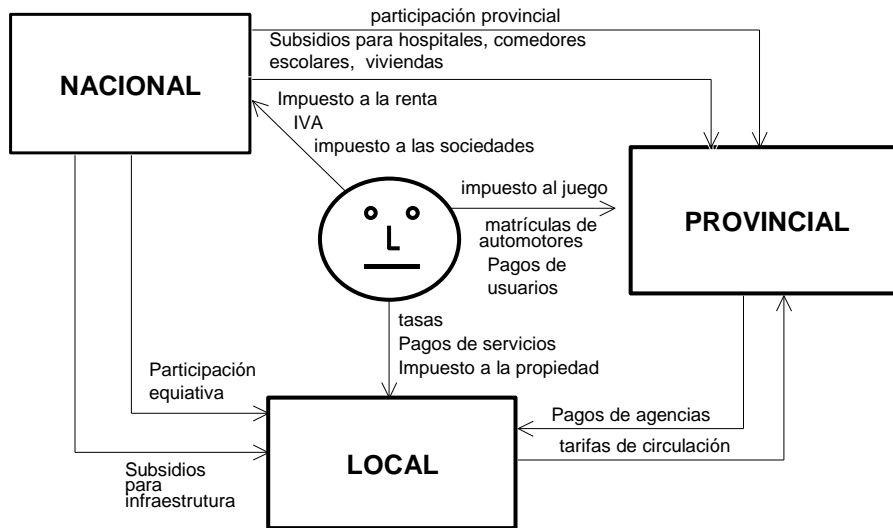 participación provincial
Subsidios para hospitales, comedores
escolares, viviendas
NACIONAL
Impuesto a la renta
IVA
impuesto a las sociedades
impuesto al juego
matrículas de
automotores
Pagos de
usuarios
PROVINCIAL
tasas
Pagos de servicios
Impuesto a la propiedad
Participación
equiativa
Pagos de agencias
tarifas de circulación
LOCAL
Subsidios
para
infraestrutura